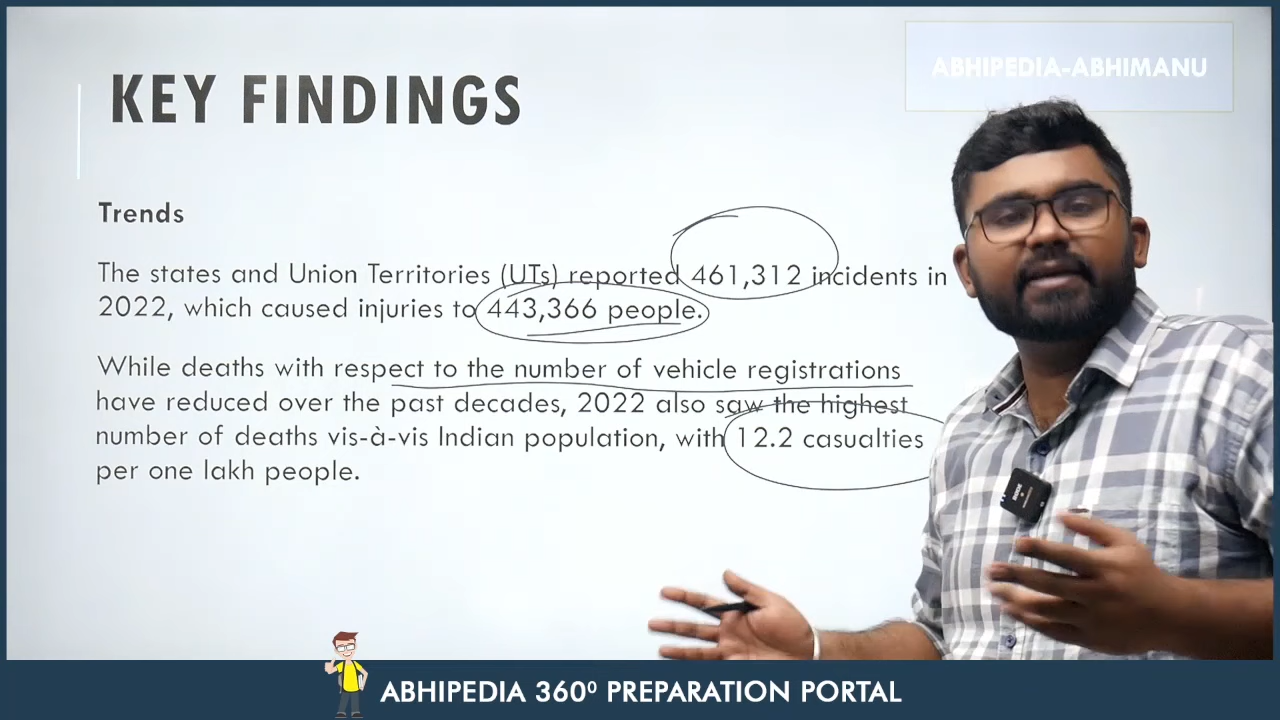 ABHIPEDIA-ABHIMANU
KEY FINDINGS
Trends
The states and Union Territories (UTs) reported 461,312 incidents in
2022, which caused injuries to 443,366 people.
While deaths with respect to the number of vehicle registrations
have reduced over the past decades, 2022 also saw the highest
number of deaths vis-à-vis Indian population, with 12.2 casualties
per one lakh people.
ABHIPEDIA 360⁰ PREPARATION PORTAL